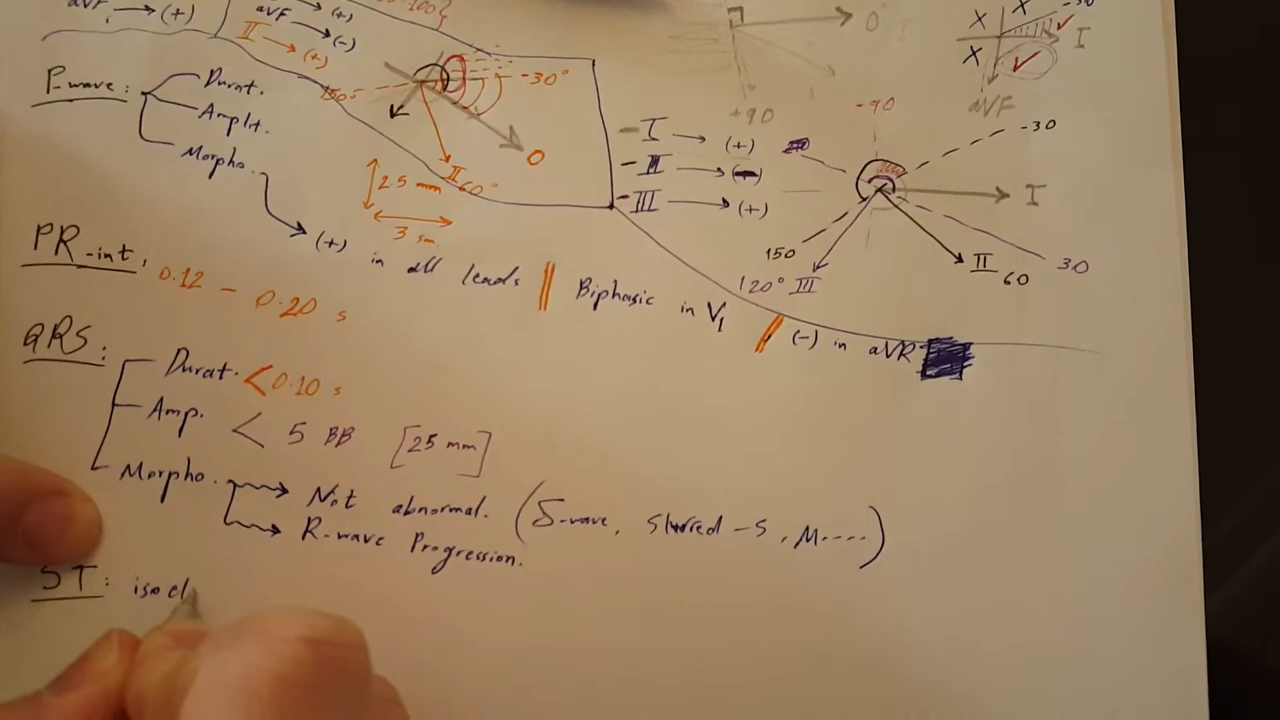 aVF → (+)
→ (+)
aVF → (-)
II → (+)
0° I
-30
X X
I
X
aVF
+90
P-wave:
Durat.
Amplit.
Morpho.
-30°
150°
0
II 60°
2.5 mm
3 sm.
- I → (+)
- II →
- III → (+)
-90
-30
I
150
120° III
II 60
30
(+) in all leads || Biphasic in V1 || (-) in aVR
PR-int. 0.12 - 0.20 s
QRS:
Durat. < 0.10 s
Amp. < 5 BB [25 mm]
Morpho. → Not abnormal. (δ-wave, slurred-S, M....)
→ R-wave Progression.
ST: isoel